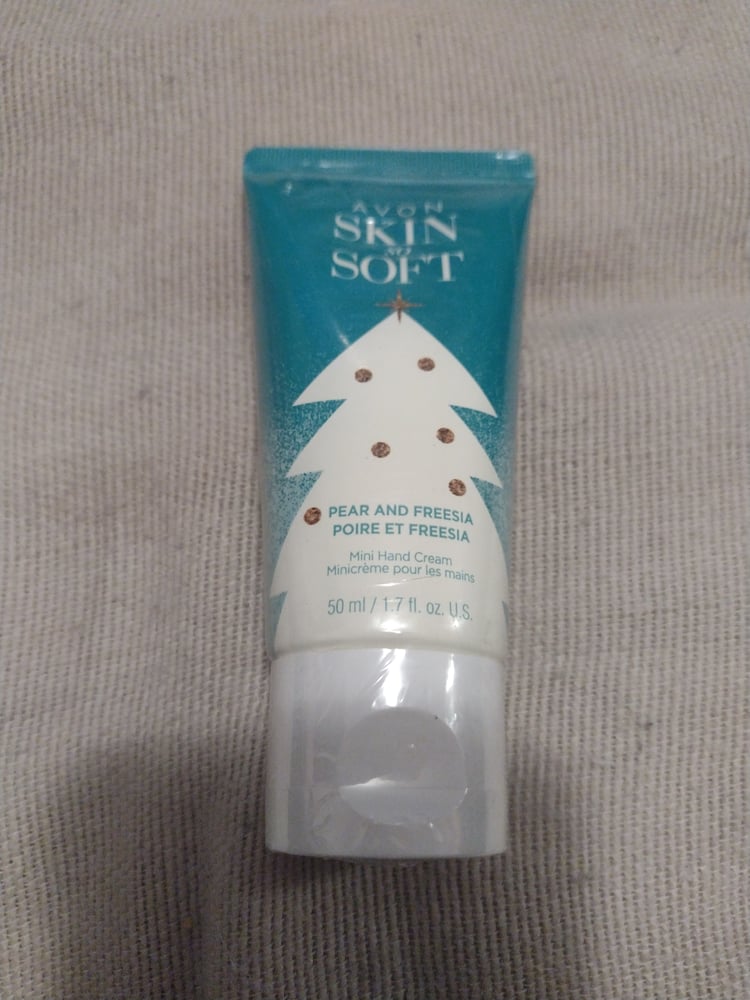 AVON
SKIN
SO
SOFT
PEAR AND FREESIA
POIRE ET FREESIA
Mini Hand Cream
Minicrème pour les mains
50 ml / 1.7 fl. oz. U.S.